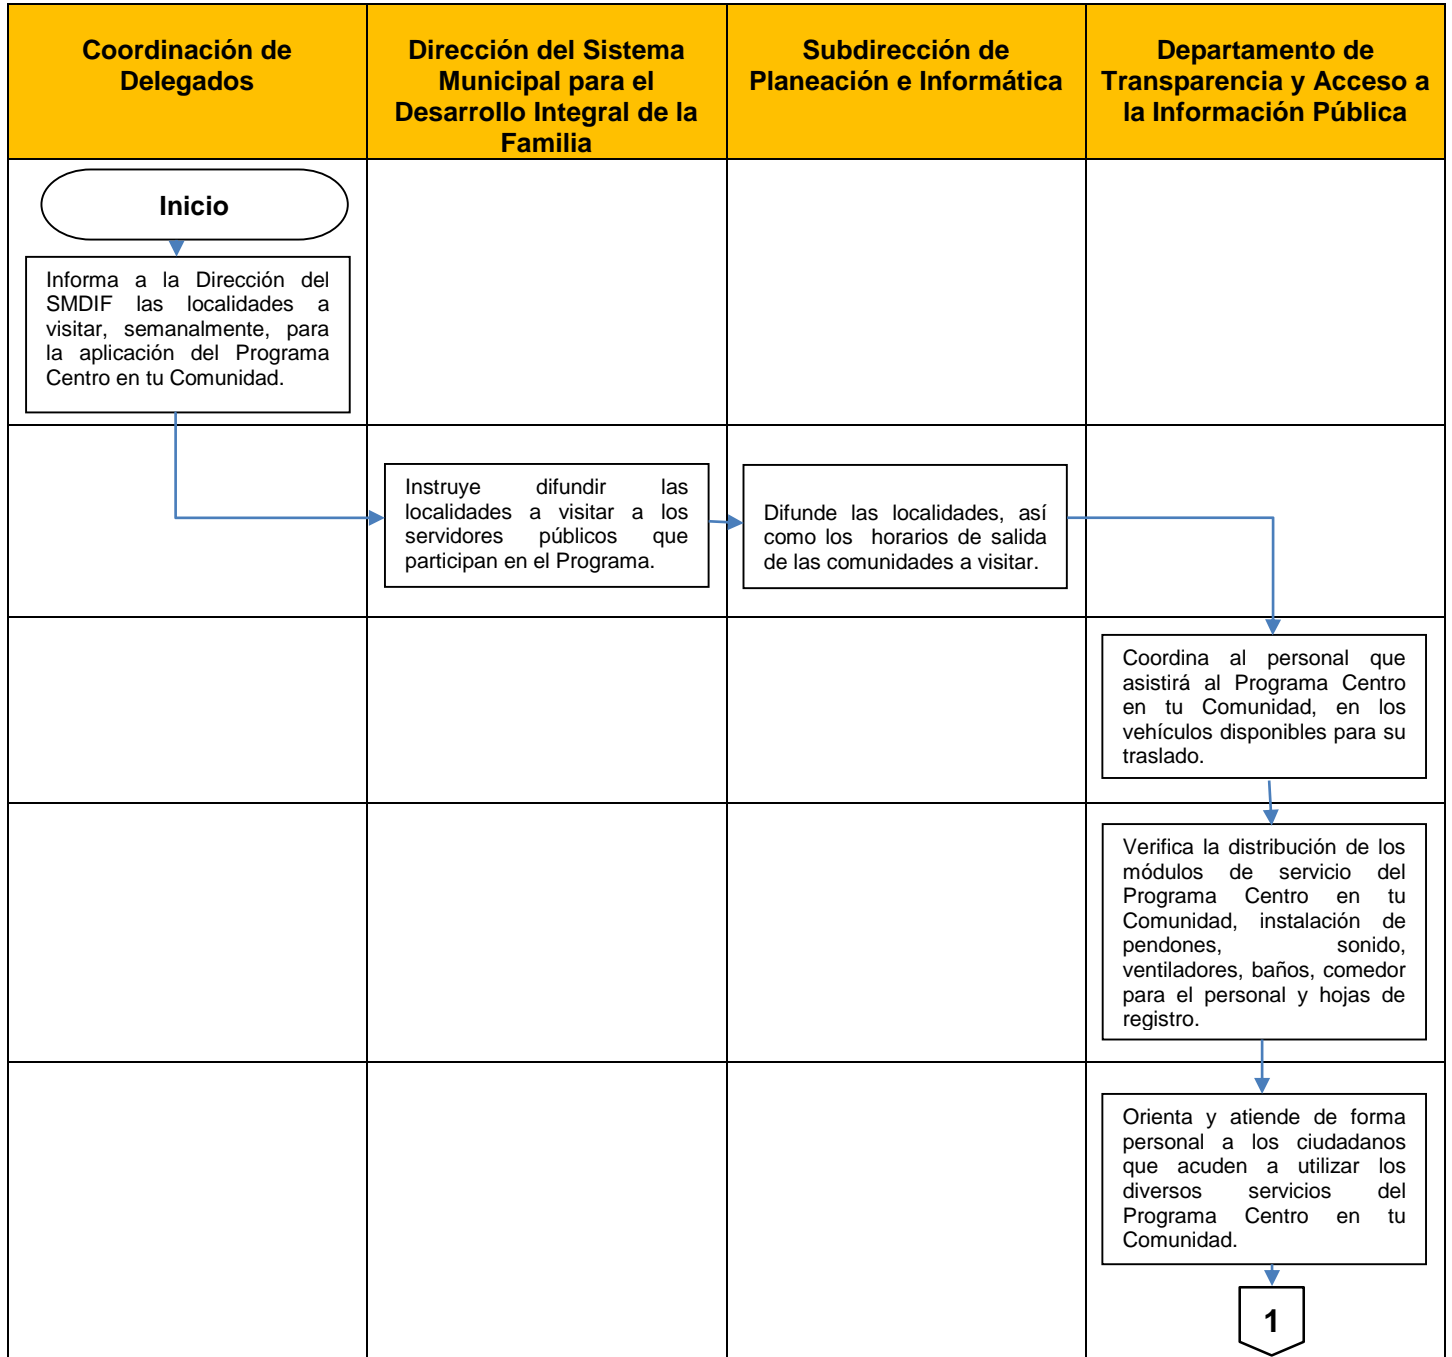 Coordinación de
Delegados
Dirección del Sistema
Municipal para el
Desarrollo Integral de la
Familia
Subdirección de
Planeación e Informática
Departamento de
Transparencia y Acceso a
la Información Pública
Inicio
Informa a la Dirección del
SMDIF las localidades a
visitar, semanalmente, para
la aplicación del Programa
Centro en tu Comunidad.
Instruye difundir las
localidades a visitar a los
servidores públicos que
participan en el Programa.
Difunde las localidades, así
como los horarios de salida
de las comunidades a visitar.
Coordina al personal que
asistirá al Programa Centro
en tu Comunidad, en los
vehículos disponibles para su
traslado.
Verifica la distribución de los
módulos de servicio del
Programa Centro en tu
Comunidad, instalación de
pendones, sonido,
ventiladores, baños, comedor
para el personal y hojas de
registro.
Orienta y atiende de forma
personal a los ciudadanos
que acuden a utilizar los
diversos servicios del
Programa Centro en tu
Comunidad.
1